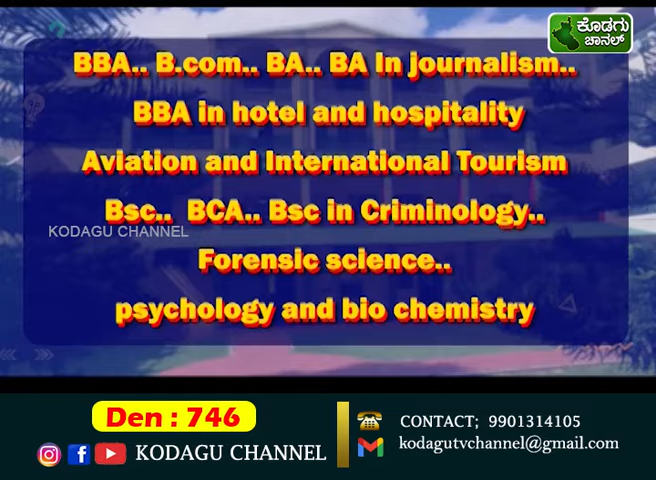 ಕೊಡಗು
ಚಾನಲ್
BBA.. B.com.. BA.. BA In journalism..
BBA in hotel and hospitality
Aviation and International Tourism
Bsc.. BCA.. Bsc in Criminology..
KODAGU CHANNEL
Forensic science..
psychology and bio chemistry
Den : 746
CONTACT; 9901314105
KODAGU CHANNEL
kodagutvchannel@gmail.com